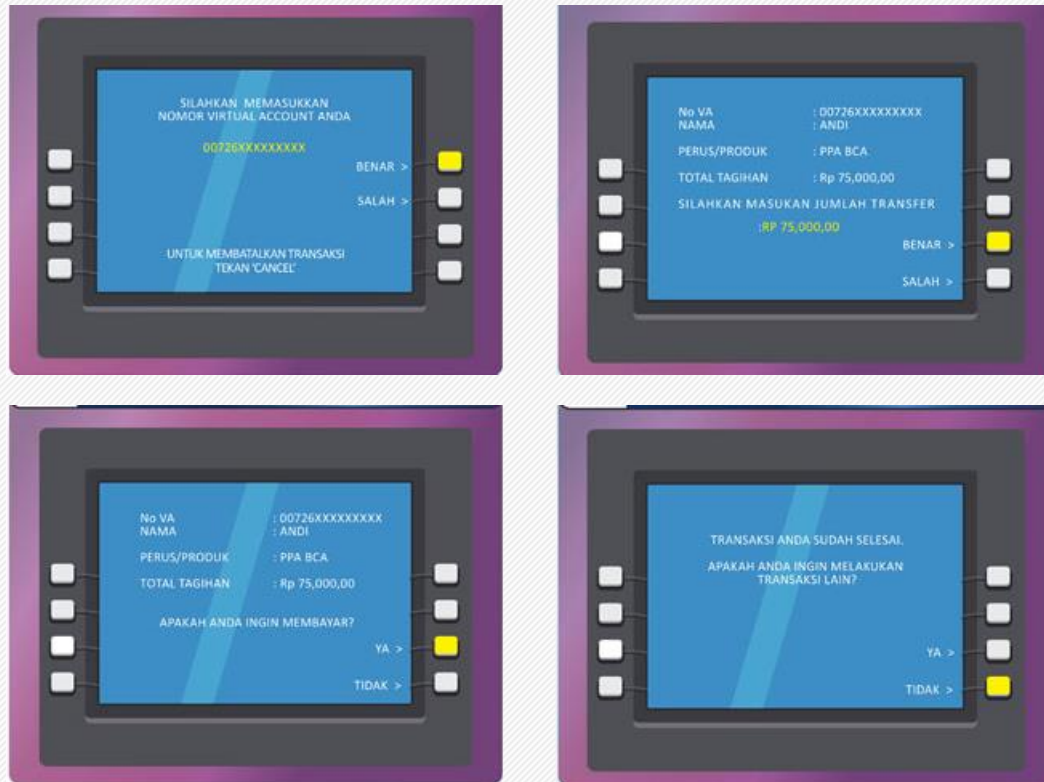 SILAHKAN MEMASUKKAN
NOMOR VIRTUAL ACCOUNT ANDA
00726XXXXXXXXX
BENAR >
SALAH >
UNTUK MEMBATALKAN TRANSAKSI
TEKAN 'CANCEL'
No VA : 00726XXXXXXXXX
NAMA : ANDI
PERUS/PRODUK : PPA BCA
TOTAL TAGIHAN : Rp 75,000,00
SILAHKAN MASUKAN JUMLAH TRANSFER
:RP 75,000,00
BENAR >
SALAH >
No VA : 00726XXXXXXXXX
NAMA : ANDI
PERUS/PRODUK : PPA BCA
TOTAL TAGIHAN : Rp 75,000,00
APAKAH ANDA INGIN MEMBAYAR?
YA >
TIDAK >
TRANSAKSI ANDA SUDAH SELESAI.
APAKAH ANDA INGIN MELAKUKAN
TRANSAKSI LAIN?
YA >
TIDAK >